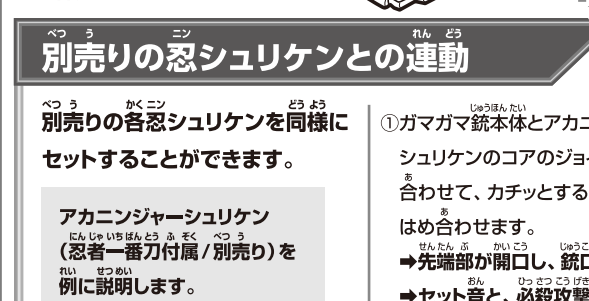 別売りの忍シュリケンとの連動
別売りの各忍シュリケンを同様に
セットすることができます。
アカニンジャーシュリケン
（忍者一番刀付属/別売り）を
例に説明します。
①ガマガマ銃本体とアカニ
シュリケンのコアのジョ
合わせて、カチッとする
はめ合わせます。
➡先端部が開口し、銃口
➡セット音と、必殺攻撃